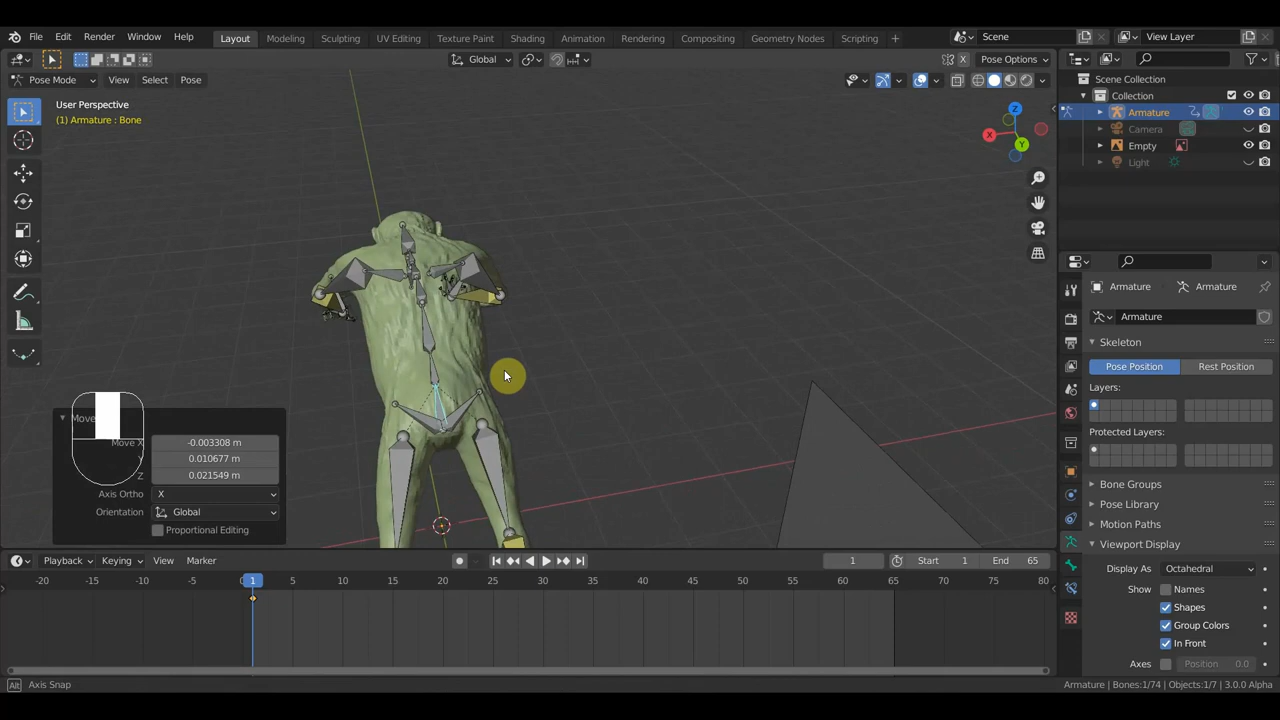 File Edit Render Window Help Layout Modeling Sculpting UV Editing Texture Paint Shading Animation Rendering Compositing Geometry Nodes Scripting + Scene View Layer
Global Pose Options
Pose Mode View Select Pose
User Perspective
(1) Armature : Bone
X Y Z
Scene Collection
Collection
Armature
Camera
Empty
Light
Armature Armature
Armature
Skeleton
Pose Position Rest Position
Layers:
Protected Layers:
Bone Groups
Pose Library
Motion Paths
Viewport Display
Display As Octahedral
Show Names
Shapes
Group Colors
In Front
Axes Position 0.0
Move
Move X -0.003308 m
0.010677 m
Z 0.021549 m
Axis Ortho X
Orientation Global
Proportional Editing
Playback Keying View Marker 1 Start 1 End 65
-20 -15 -10 -5 1 5 10 15 20 25 30 35 40 45 50 55 60 65 70 75 80
Alt Axis Snap Armature | Bones:1/74 | Objects:1/7 | 3.0.0 Alpha